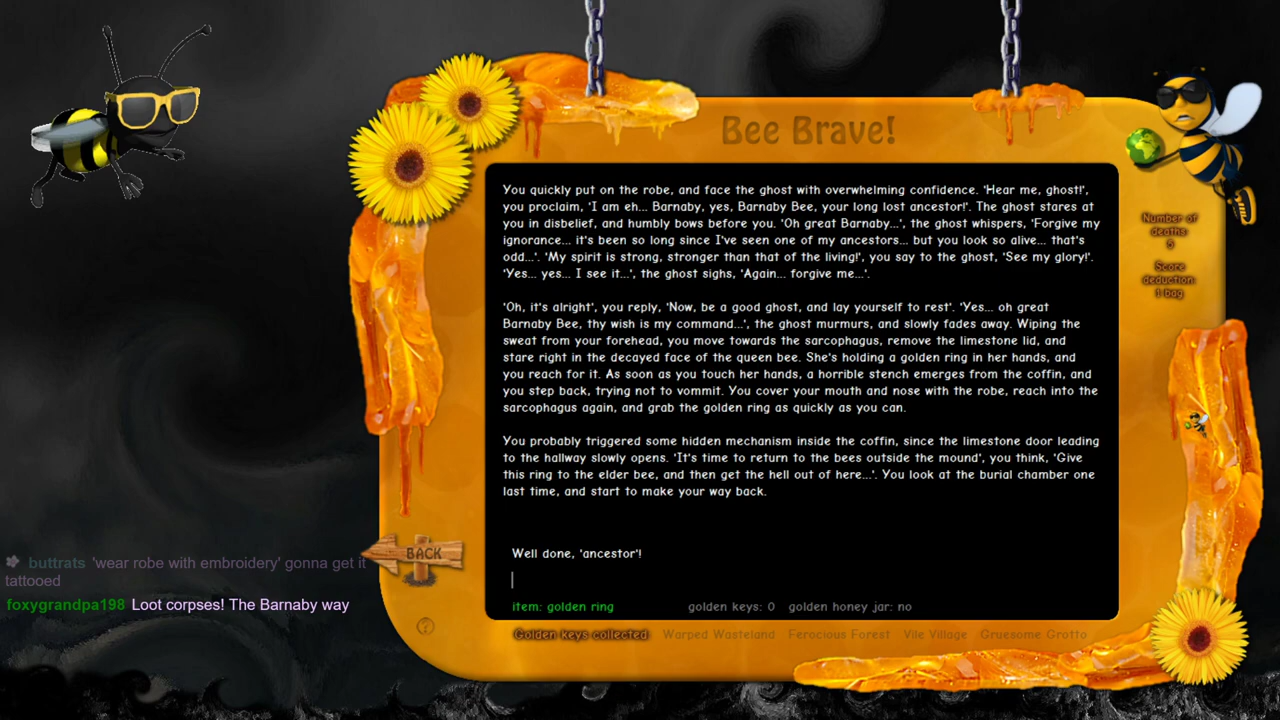 Bee Brave!
You quickly put on the robe, and face the ghost with overwhelming confidence. 'Hear me, ghost!',
you proclaim, 'I am eh... Barnaby, yes, Barnaby Bee, your long lost ancestor!'. The ghost stares at
you in disbelief, and humbly bows before you. 'Oh great Barnaby...', the ghost whispers, 'Forgive my
ignorance... it's been so long since I've seen one of my ancestors... but you look so alive... that's
odd...'. 'My spirit is strong, stronger than that of the living!', you say to the ghost, 'See my glory!'.
'Yes... yes... I see it...', the ghost sighs, 'Again... forgive me...'.
'Oh, it's alright', you reply, 'Now, be a good ghost, and lay yourself to rest'. 'Yes... oh great
Barnaby Bee, thy wish is my command...', the ghost murmurs, and slowly fades away. Wiping the
sweat from your forehead, you move towards the sarcophagus, remove the limestone lid, and
stare right in the decayed face of the queen bee. She's holding a golden ring in her hands, and
you reach for it. As soon as you touch her hands, a horrible stench emerges from the coffin, and
you step back, trying not to vommit. You cover your mouth and nose with the robe, reach into the
sarcophagus again, and grab the golden ring as quickly as you can.
You probably triggered some hidden mechanism inside the coffin, since the limestone door leading
to the hallway slowly opens. 'It's time to return to the bees outside the mound', you think, 'Give
this ring to the elder bee, and then get the hell out of here...'. You look at the burial chamber one
last time, and start to make your way back.
Well done, 'ancestor'!
item: golden ring golden keys: 0 golden honey jar: no
Golden keys collected Warped Wasteland Ferocious Forest Vile Village Gruesome Grotto
Number of
deaths:
5
Score
deduction:
1 bag
BACK
?
buttrats 'wear robe with embroidery' gonna get it
tattooed
foxygrandpa198 Loot corpses! The Barnaby way